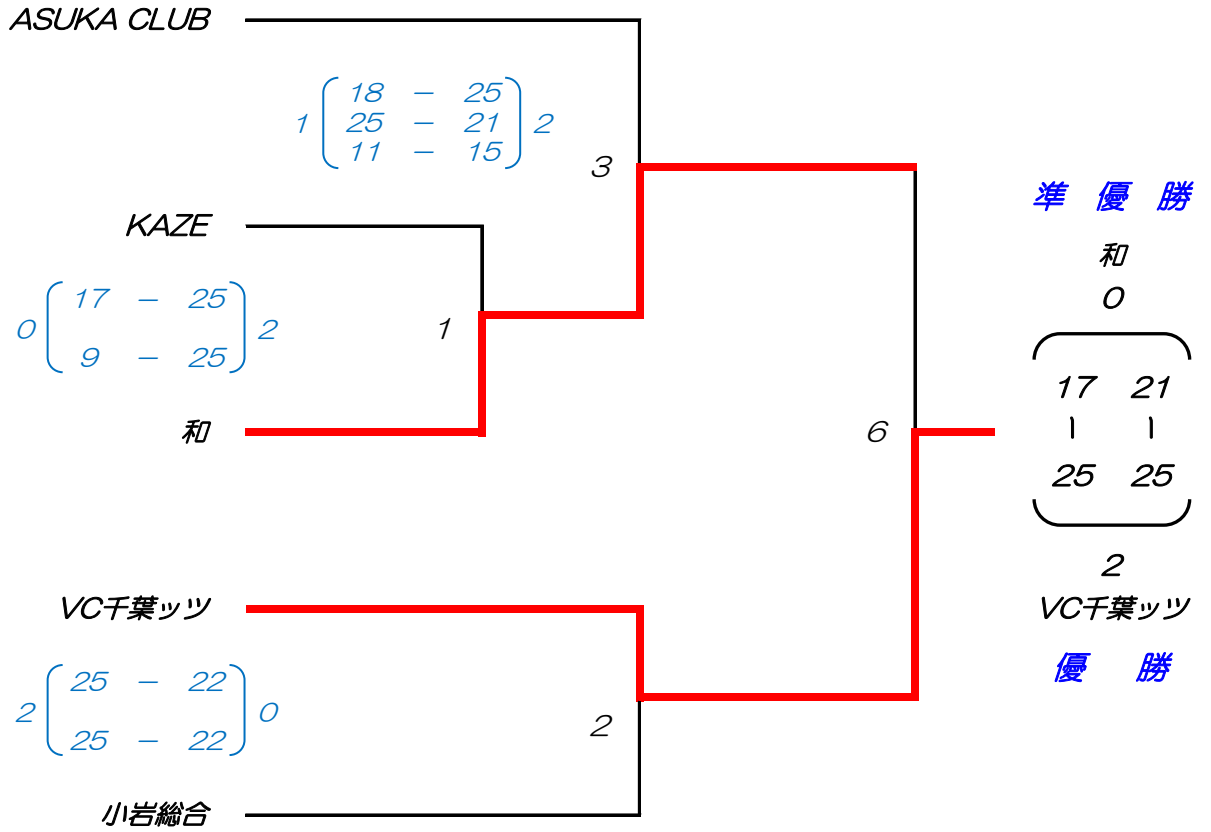 ASUKA CLUB
1 18 － 25 2
25 － 21
11 － 15
3
KAZE
0 17 － 25 2
9 － 25
1
和
6
VC千葉ッツ
2 25 － 22 0
25 － 22
2
小岩総合
準 優 勝
和
0
17 21
－ －
25 25
2
VC千葉ッツ
優 勝